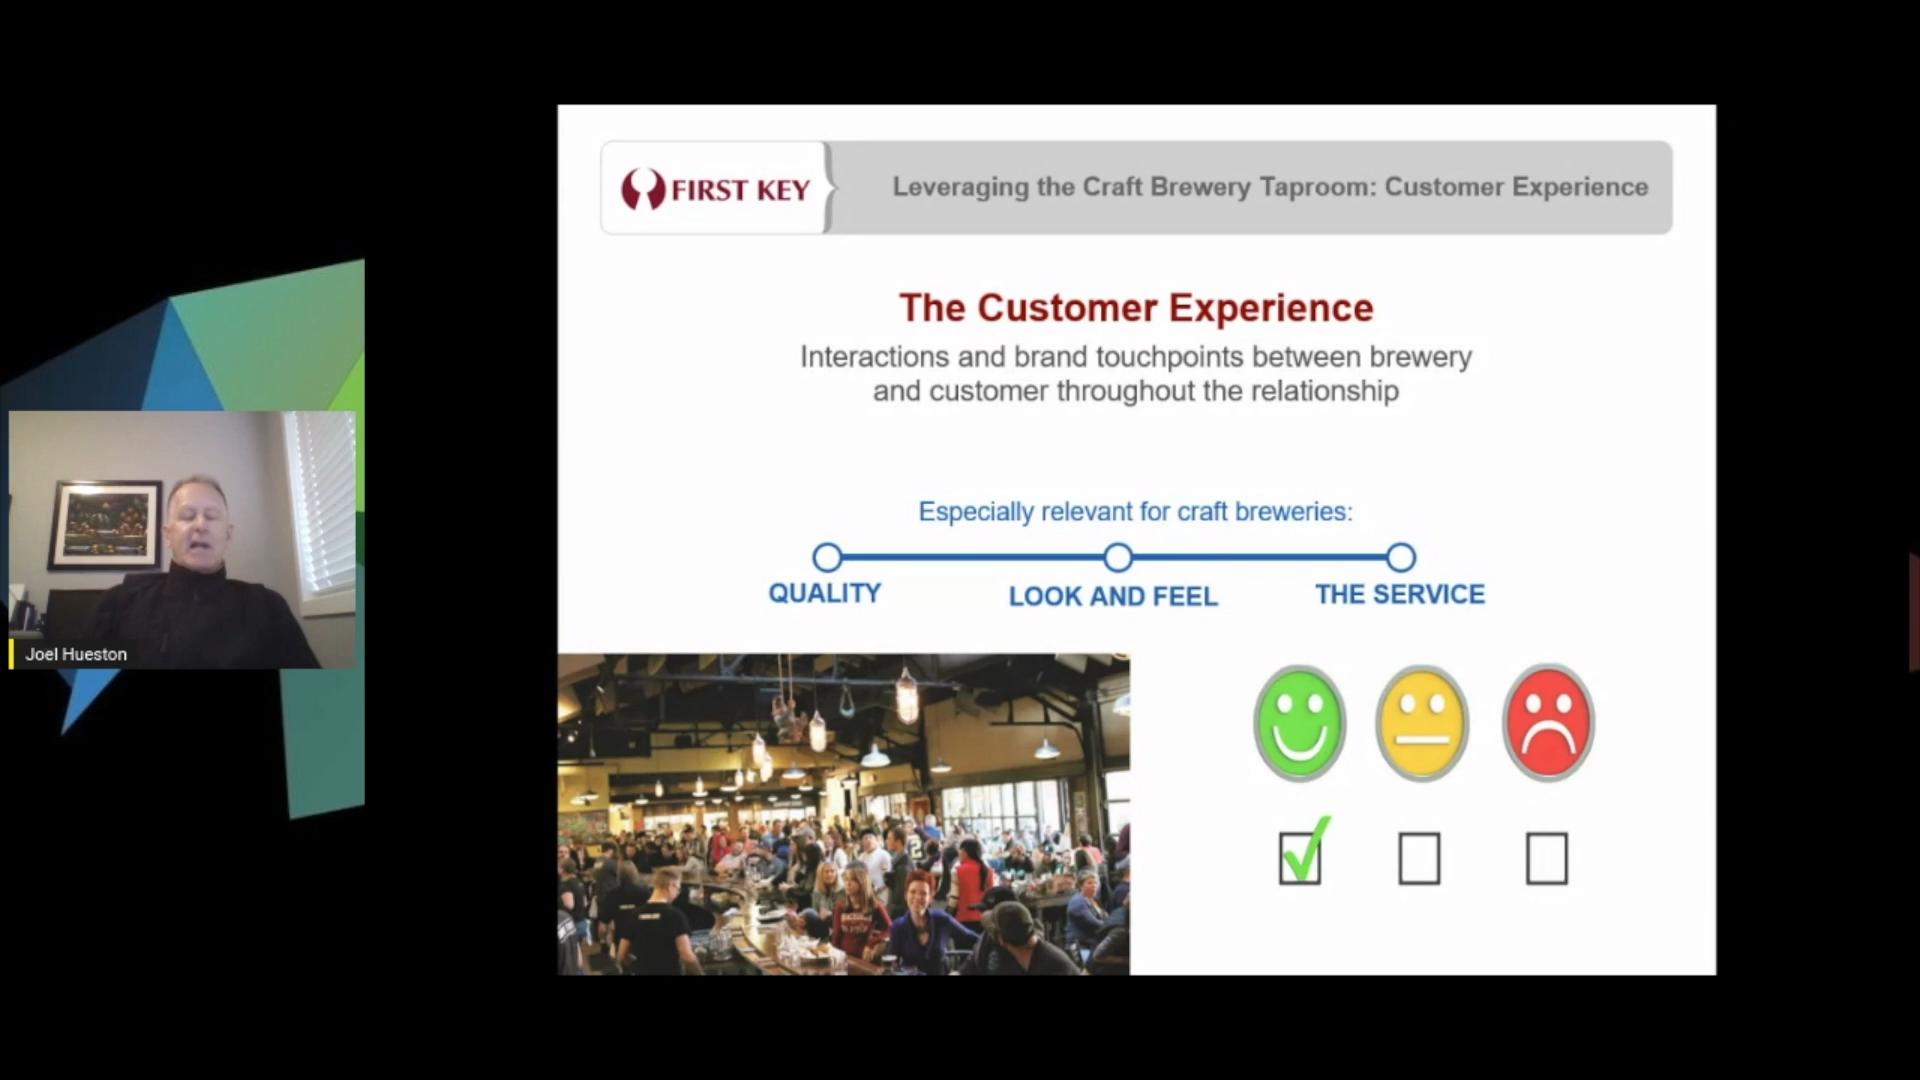 FIRST KEY
Leveraging the Craft Brewery Taproom: Customer Experience
The Customer Experience
Interactions and brand touchpoints between brewery
and customer throughout the relationship
Especially relevant for craft breweries:
QUALITY
LOOK AND FEEL
THE SERVICE
Joel Hueston
2